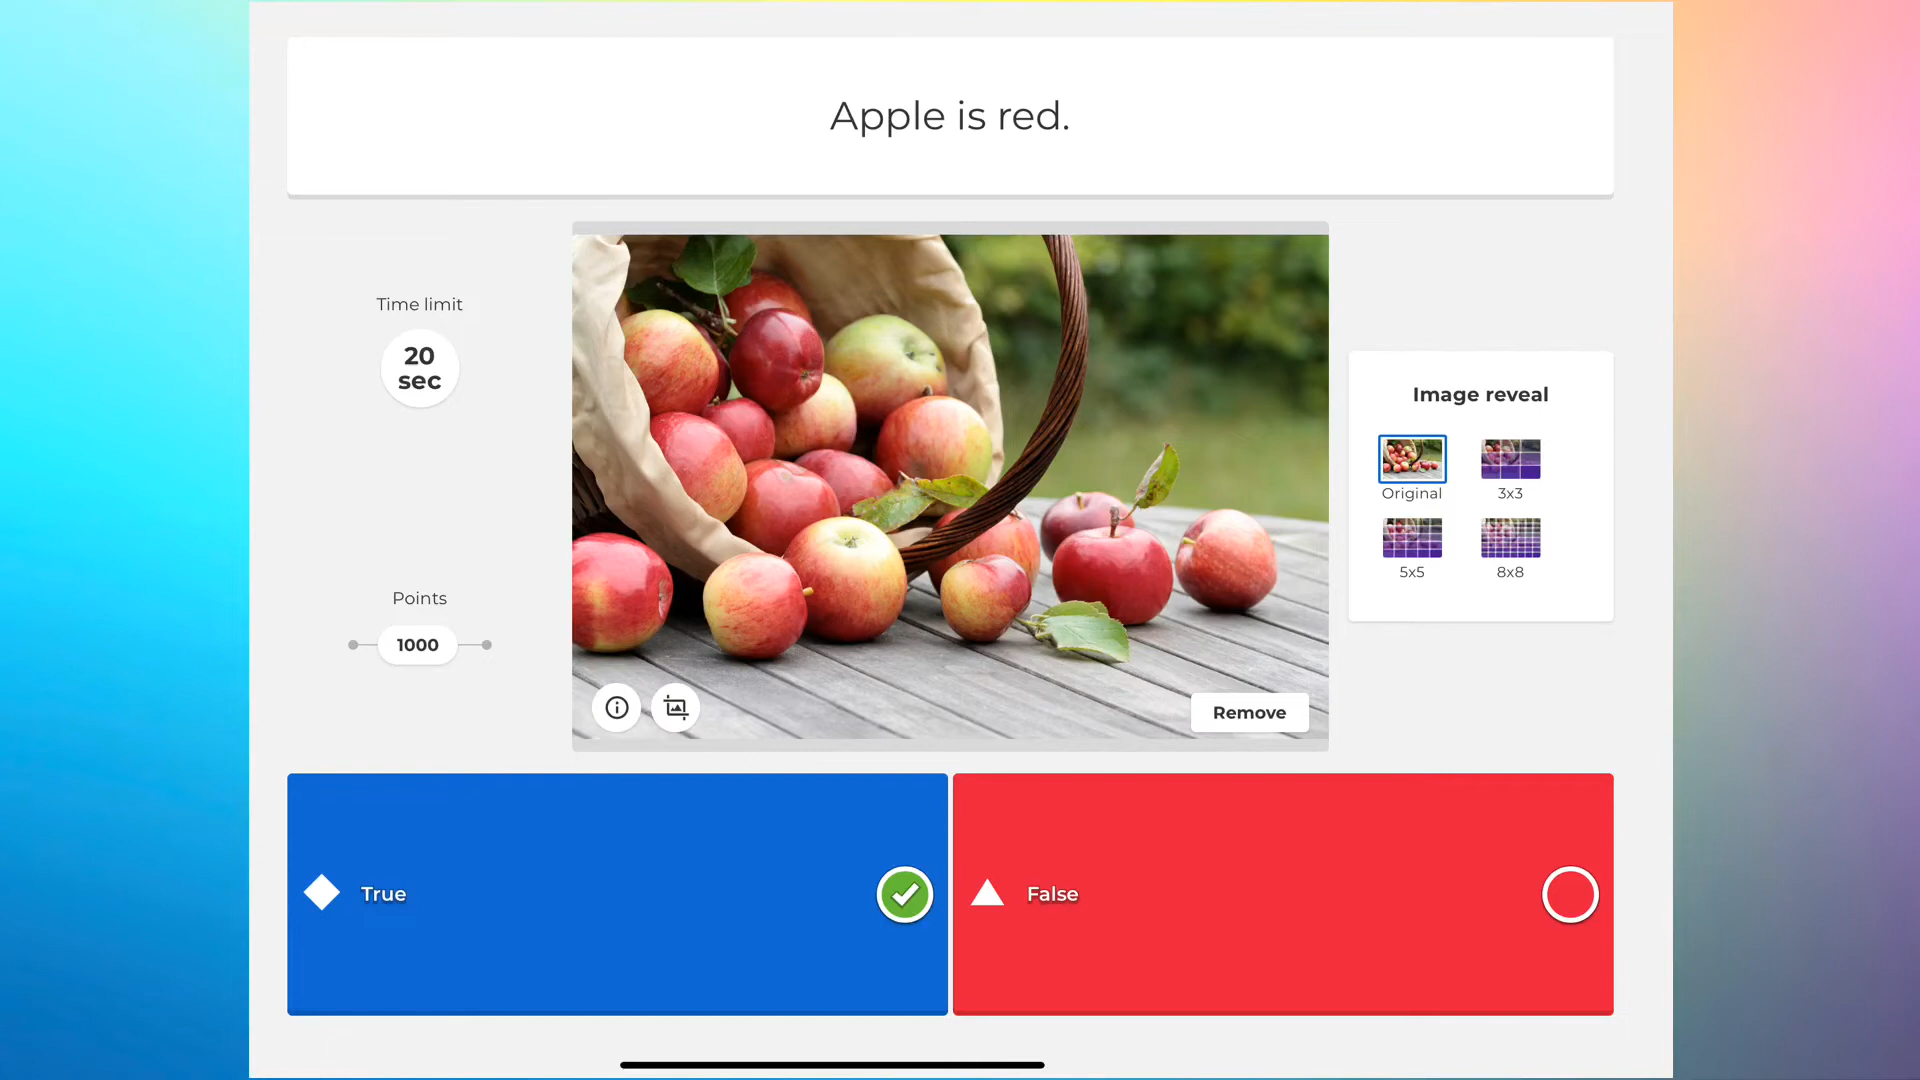 Apple is red.
Time limit
20
sec
Points
1000
Remove
Image reveal
Original
3x3
5x5
8x8
True
False